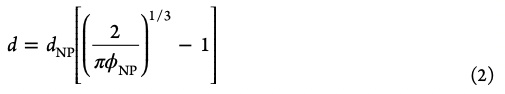 d = d_NP[(2/πϕ_NP)^1/3 − 1]
(2)